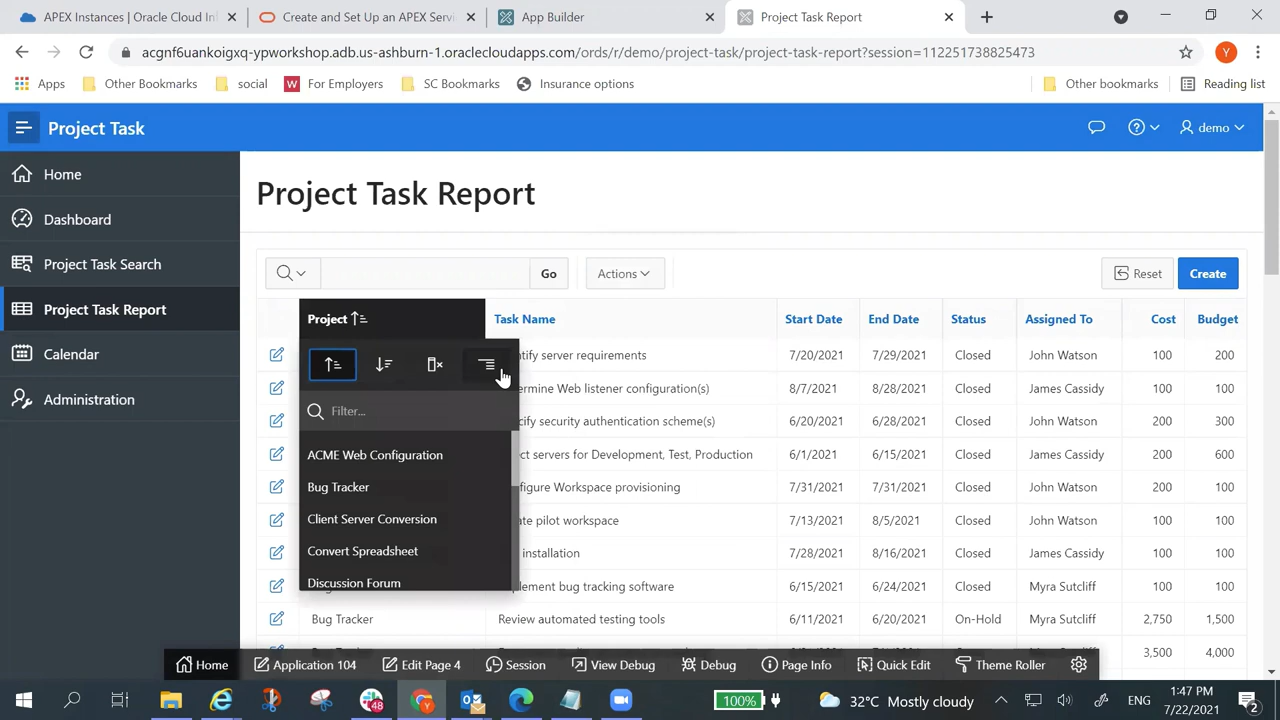 APEX Instances | Oracle Cloud Inf
Create and Set Up an APEX Servi
App Builder
Project Task Report
acgnf6uankoigxq-ypworkshop.adb.us-ashburn-1.oraclecloudapps.com/ords/r/demo/project-task/project-task-report?session=112251738825473
Y
Apps
Other Bookmarks
social
W
For Employers
SC Bookmarks
Insurance options
Other bookmarks
Reading list
Project Task
demo
Home
Dashboard
Project Task Search
Project Task Report
Calendar
Administration
Project Task Report
Go
Actions
Reset
Create
Project
Task Name
Start Date
End Date
Status
Assigned To
Cost
Budget
Filter...
ACME Web Configuration
Bug Tracker
Client Server Conversion
Convert Spreadsheet
Discussion Forum
ntify server requirements 7/20/2021 7/29/2021 Closed John Watson 100 200
ermine Web listener configuration(s) 8/7/2021 8/28/2021 Closed James Cassidy 100 100
cify security authentication scheme(s) 6/20/2021 6/28/2021 Closed John Watson 200 300
ct servers for Development, Test, Production 6/1/2021 6/15/2021 Closed James Cassidy 200 600
figure Workspace provisioning 7/31/2021 7/31/2021 Closed John Watson 200 100
ate pilot workspace 7/13/2021 8/5/2021 Closed John Watson 100 100
installation 7/28/2021 8/16/2021 Closed James Cassidy 100 100
plement bug tracking software 6/15/2021 6/24/2021 Closed Myra Sutcliff 100 100
Bug Tracker Review automated testing tools 6/11/2021 6/20/2021 On-Hold Myra Sutcliff 2,750 1,500
3,500 4,000
Home
Application 104
Edit Page 4
Session
View Debug
Debug
Page Info
Quick Edit
Theme Roller
48
100%
32°C Mostly cloudy
ENG
1:47 PM
7/22/2021
2